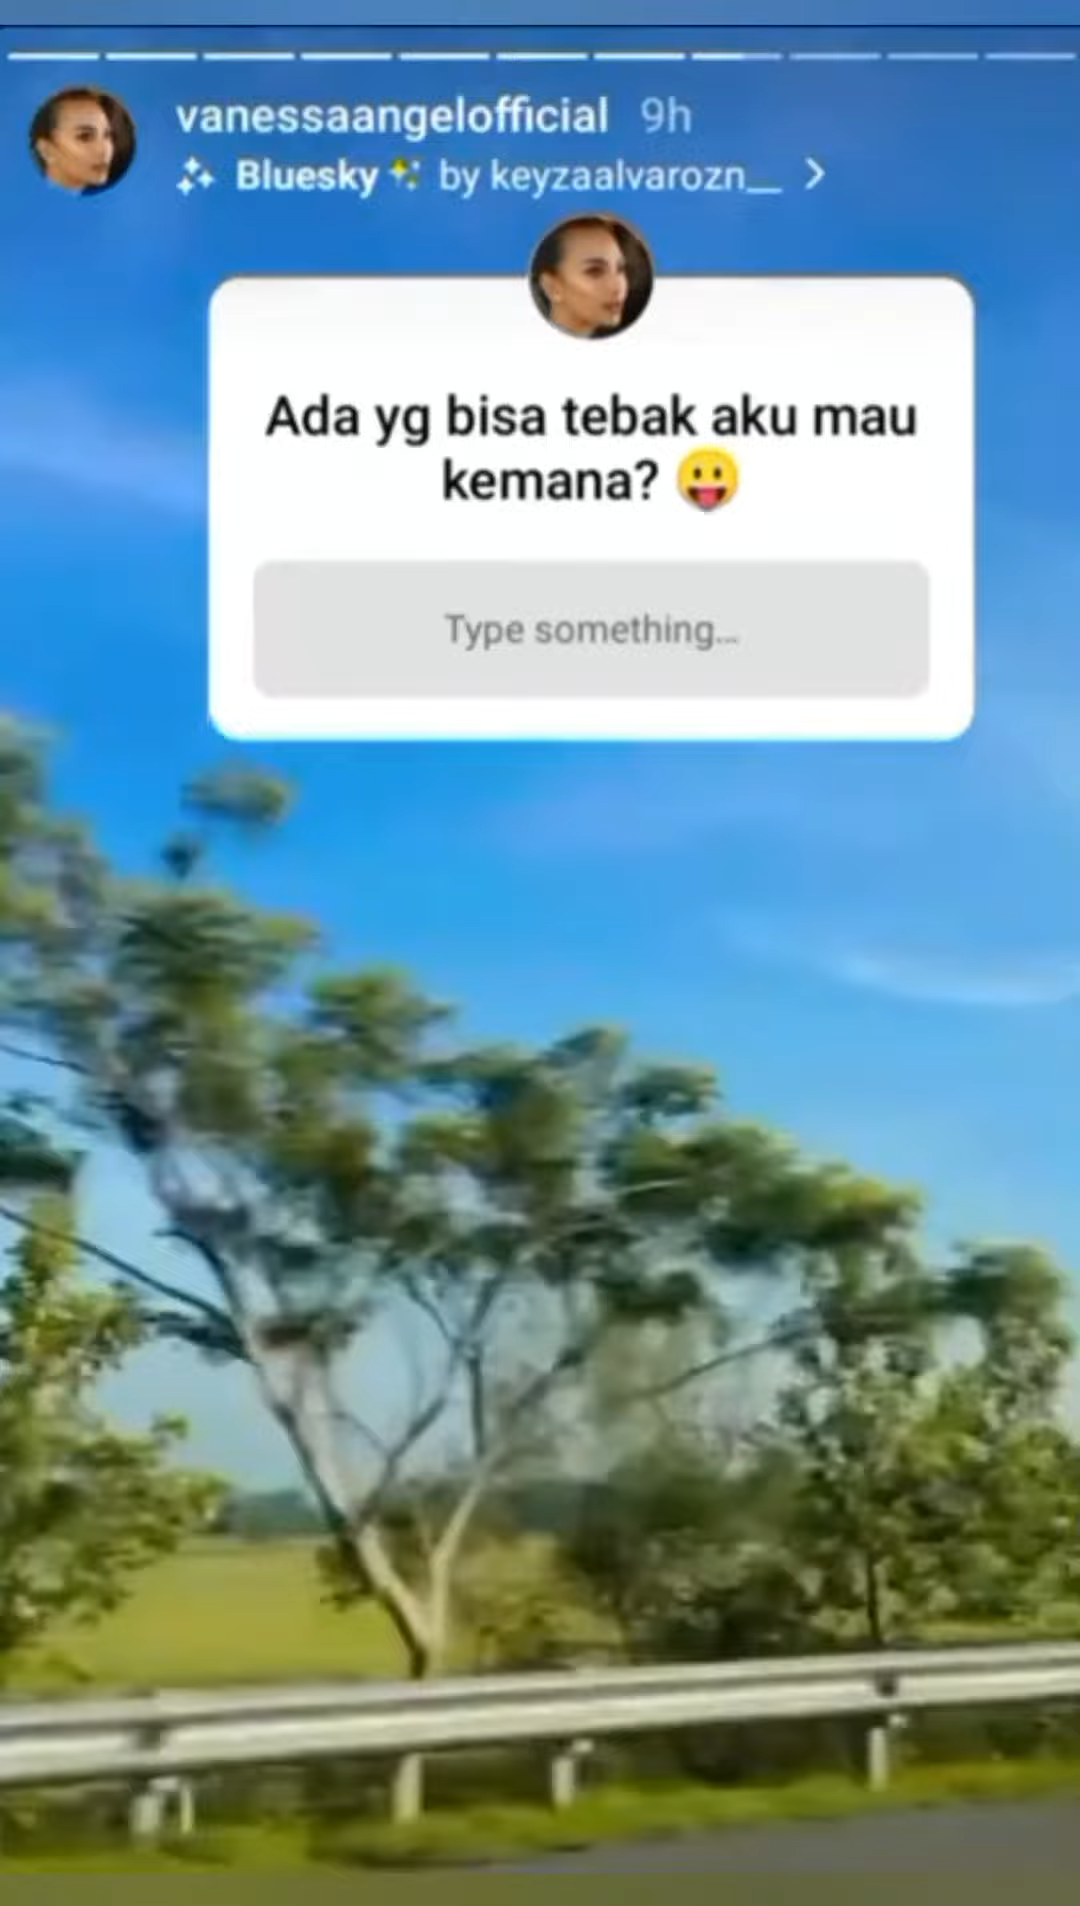 vanessaangelofficial 9h
Bluesky by keyzaalvarozn__ >
Ada yg bisa tebak aku mau
kemana? 😛
Type something...